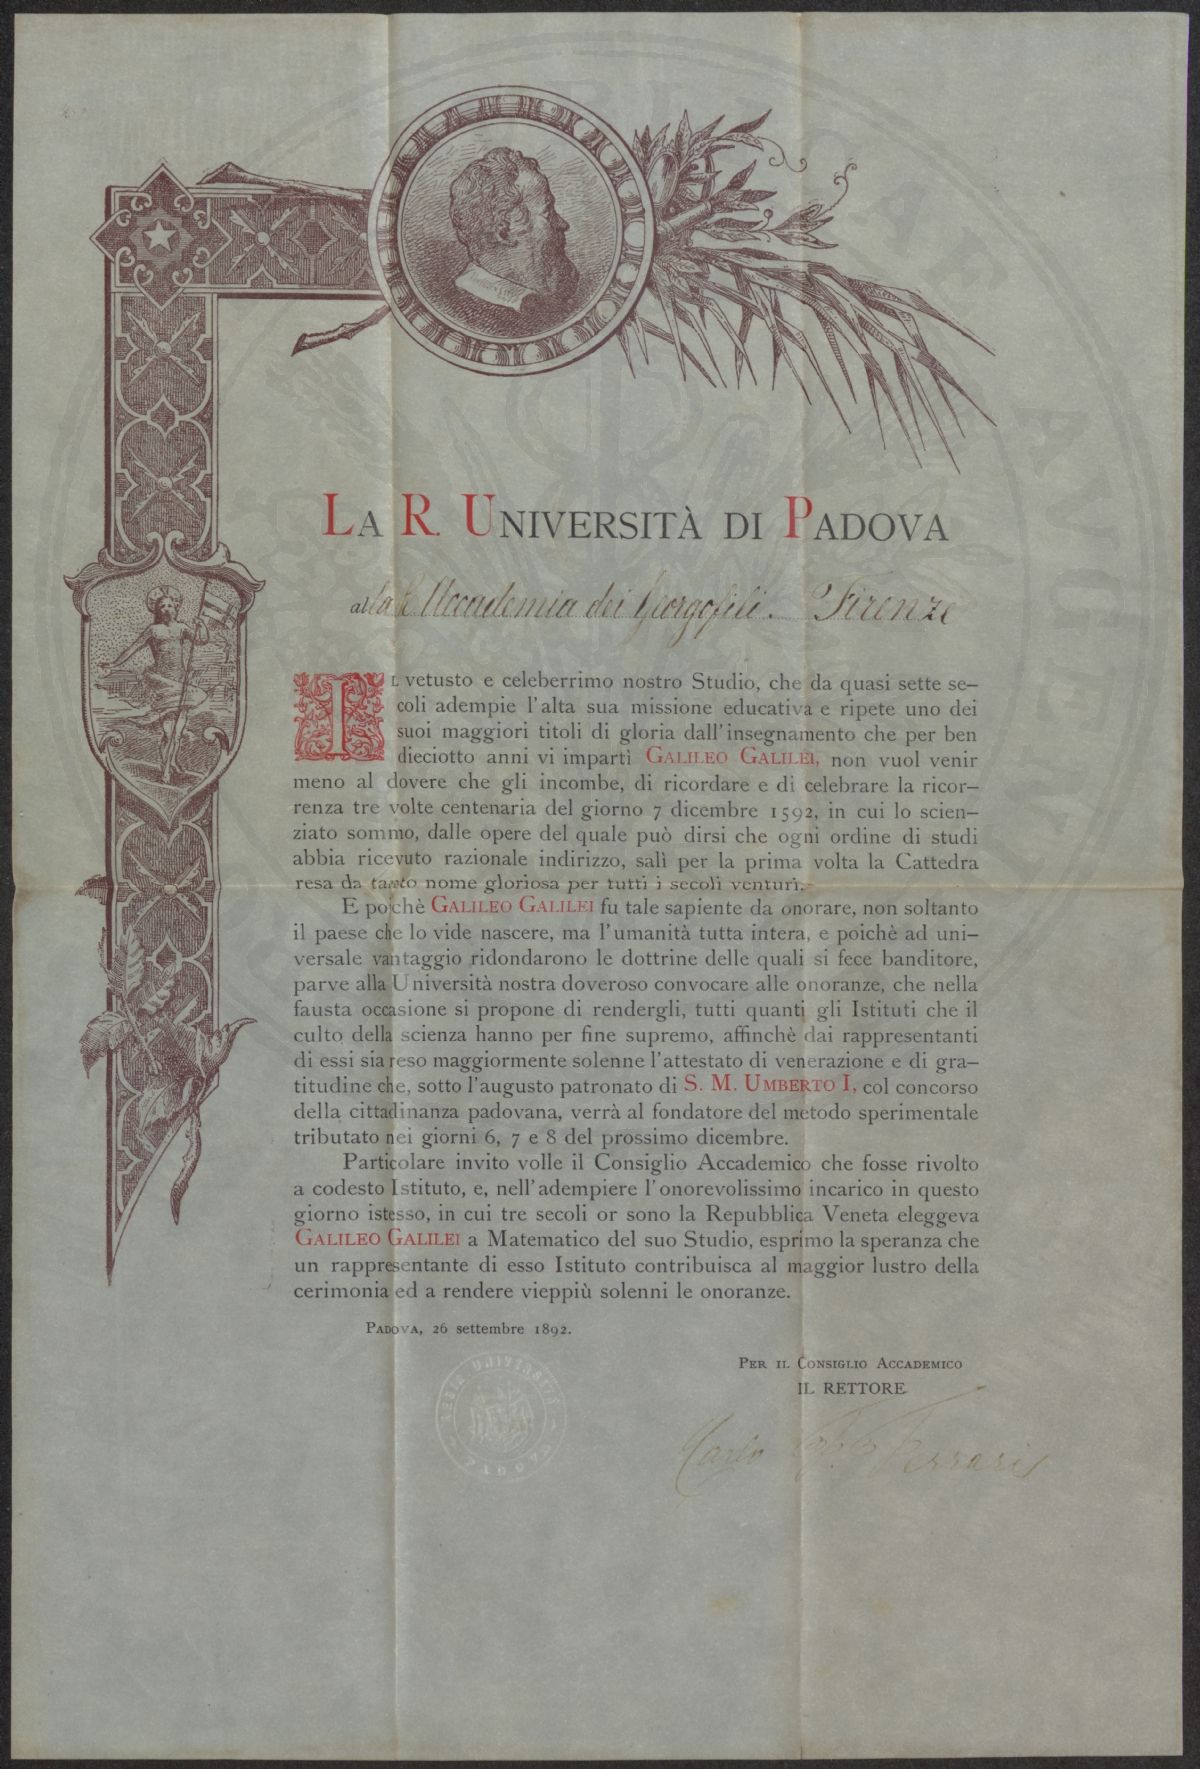 La R. Università di Padova
alla R. Accademia dei Georgofili. Firenze
Il vetusto e celeberrimo nostro Studio, che da quasi sette se-
coli adempie l'alta sua missione educativa e ripete uno dei
suoi maggiori titoli di gloria dall'insegnamento che per ben
dieciotto anni vi impartì Galileo Galilei, non vuol venir
meno al dovere che gli incombe, di ricordare e di celebrare la ricor-
renza tre volte centenaria del giorno 7 dicembre 1592, in cui lo scien-
ziato sommo, dalle opere del quale può dirsi che ogni ordine di studi
abbia ricevuto razionale indirizzo, salì per la prima volta la Cattedra
resa da tanto nome gloriosa per tutti i secoli venturi.
E poichè Galileo Galilei fu tale sapiente da onorare, non soltanto
il paese che lo vide nascere, ma l'umanità tutta intera, e poichè ad uni-
versale vantaggio ridondarono le dottrine delle quali si fece banditore,
parve alla Università nostra doveroso convocare alle onoranze, che nella
fausta occasione si propone di rendergli, tutti quanti gli Istituti che il
culto della scienza hanno per fine supremo, affinchè dai rappresentanti
di essi sia reso maggiormente solenne l'attestato di venerazione e di gra-
titudine che, sotto l'augusto patronato di S. M. Umberto I, col concorso
della cittadinanza padovana, verrà al fondatore del metodo sperimentale
tributato nei giorni 6, 7 e 8 del prossimo dicembre.
Particolare invito volle il Consiglio Accademico che fosse rivolto
a codesto Istituto, e, nell'adempiere l'onorevolissimo incarico in questo
giorno istesso, in cui tre secoli or sono la Repubblica Veneta eleggeva
Galileo Galilei a Matematico del suo Studio, esprimo la speranza che
un rappresentante di esso Istituto contribuisca al maggior lustro della
cerimonia ed a rendere vieppiù solenni le onoranze.
Padova, 26 settembre 1892.
Per il Consiglio Accademico
IL RETTORE
Carlo F. Ferraris
REGIA UNIVERSITÀ PADOVA